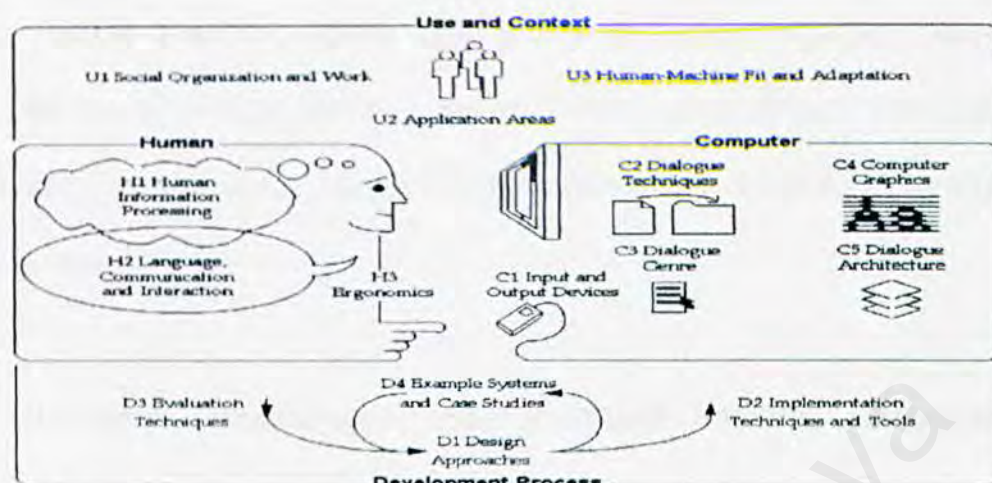 Use and Context
U1 Social Organization and Work
U3 Human-Machine Fit and Adaptation
U2 Application Areas
Human
Computer
H1 Human
Information
Processing
H2 Language,
Communication
and Interaction
H3
Ergonomics
C1 Input and
Output Devices
C2 Dialogue
Techniques
C3 Dialogue
Genre
C4 Computer
Graphics
C5 Dialogue
Architecture
D3 Evaluation
Techniques
D4 Example Systems
and Case Studies
D1 Design
Approaches
D2 Implementation
Techniques and Tools
Development Process